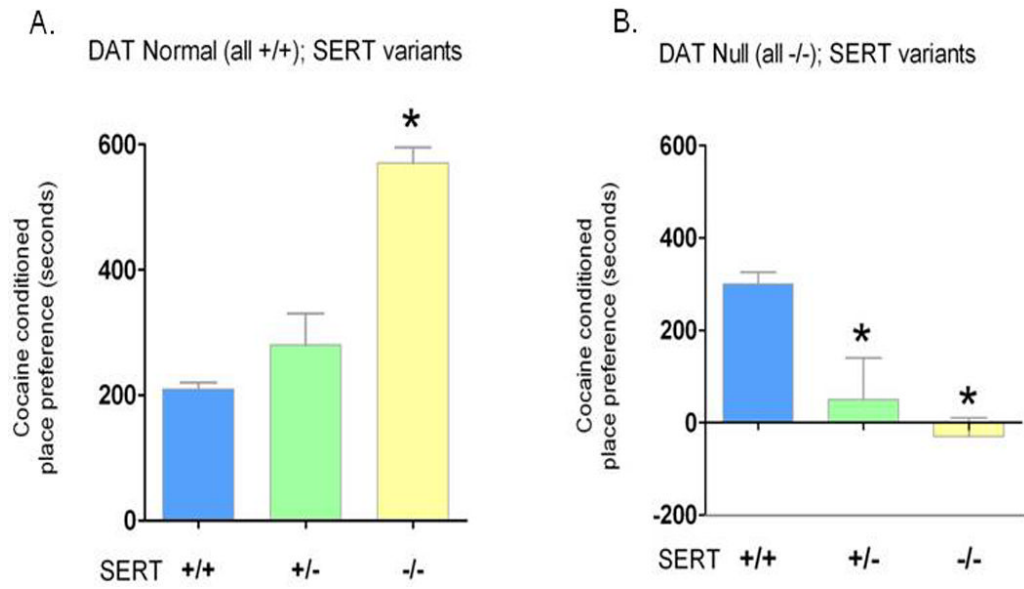 A.
DAT Normal (all +/+); SERT variants
Cocaine conditioned
place preference (seconds)
600
400
200
0
*
SERT +/+ +/- -/-
B.
DAT Null (all -/-); SERT variants
Cocaine conditioned
place preference (seconds)
600
400
200
0
-200
*
*
SERT +/+ +/- -/-